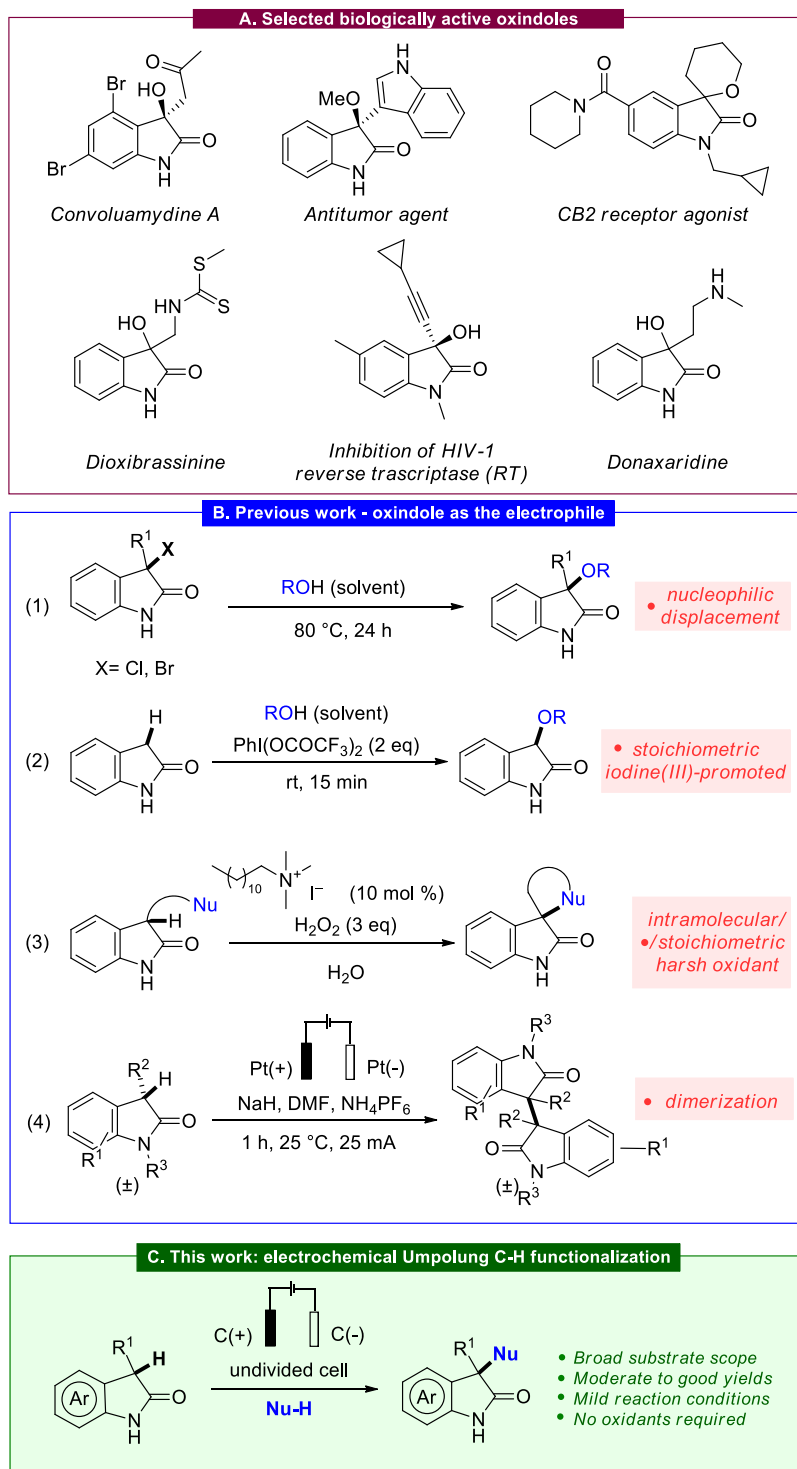 A. Selected biologically active oxindoles
O
Br
HO
O
Br
N
H
Convoluamydine A
H
N
MeO
O
N
H
Antitumor agent
O
N
O
O
N
CB2 receptor agonist
S
HN
S
HO
O
N
H
Dioxibrassinine
OH
O
N
Inhibition of HIV-1
reverse trascriptase (RT)
H
N
HO
O
N
H
Donaxaridine
B. Previous work - oxindole as the electrophile
(1)
R¹
X
O
N
H
X= Cl, Br
ROH (solvent)
80 °C, 24 h
R¹
OR
O
N
H
• nucleophilic
displacement
(2)
H
O
N
H
ROH (solvent)
PhI(OCOCF₃)₂ (2 eq)
rt, 15 min
OR
O
N
H
• stoichiometric
iodine(III)-promoted
(3)
Nu
H
O
N
H
( )₁₀
N⁺
I⁻
(10 mol %)
H₂O₂ (3 eq)
H₂O
Nu
O
N
H
intramolecular/
•/stoichiometric
harsh oxidant
(4)
R²
H
O
N
R¹
R³
(±)
Pt(+)
Pt(-)
NaH, DMF, NH₄PF₆
1 h, 25 °C, 25 mA
R³
N
O
R¹
R²
R²
O
N
R¹
(±)
R³
• dimerization
C. This work: electrochemical Umpolung C-H functionalization
R¹
H
Ar
O
N
H
C(+)
C(-)
undivided cell
Nu-H
R¹
Nu
Ar
O
N
H
• Broad substrate scope
• Moderate to good yields
• Mild reaction conditions
• No oxidants required